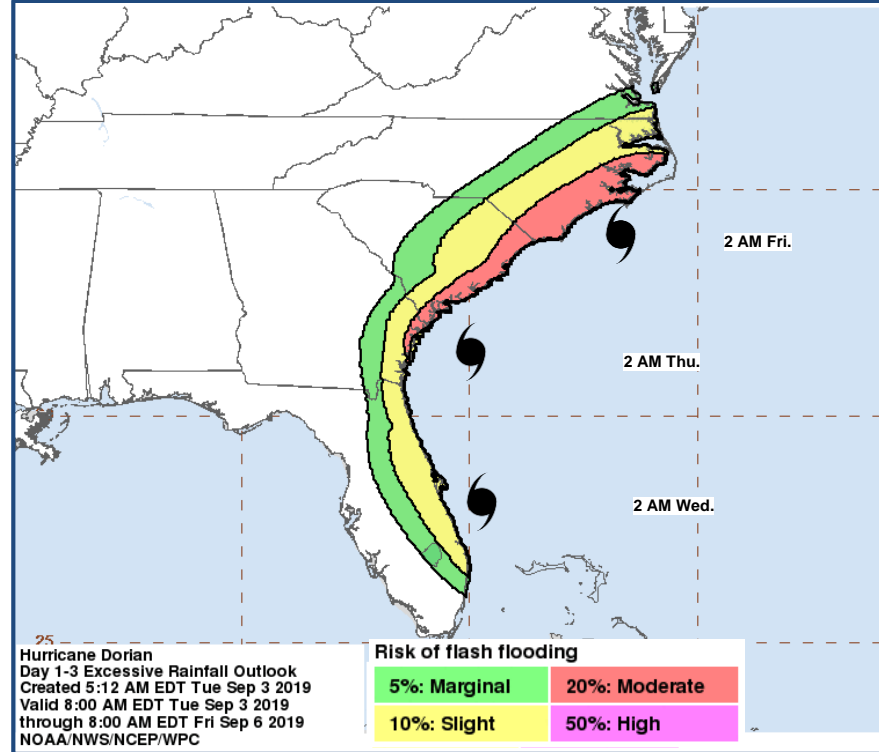 2 AM Fri.
2 AM Thu.
2 AM Wed.
25
Hurricane Dorian
Day 1-3 Excessive Rainfall Outlook
Created 5:12 AM EDT Tue Sep 3 2019
Valid 8:00 AM EDT Tue Sep 3 2019
through 8:00 AM EDT Fri Sep 6 2019
NOAA/NWS/NCEP/WPC
Risk of flash flooding
5%: Marginal
20%: Moderate
10%: Slight
50%: High